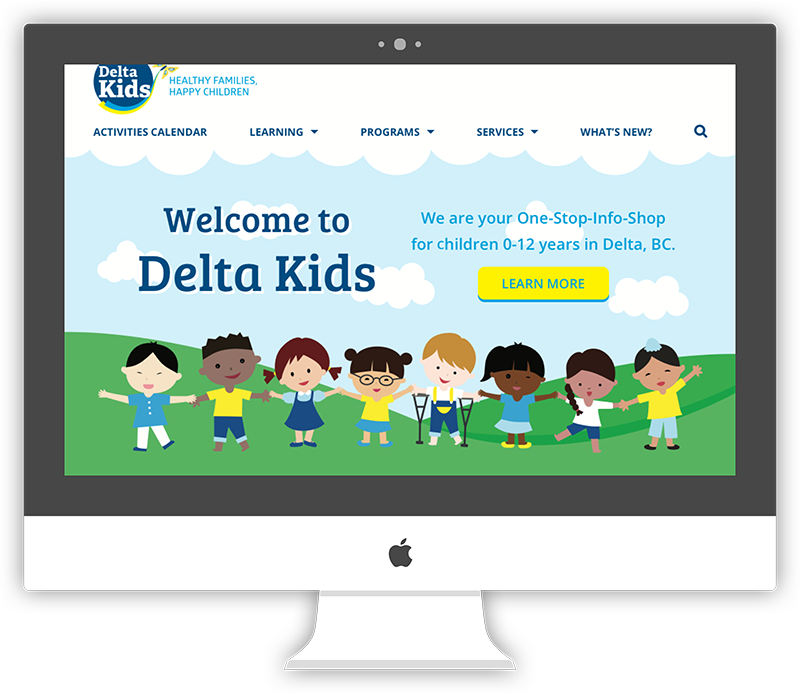 Delta
Kids
HEALTHY FAMILIES,
HAPPY CHILDREN
ACTIVITIES CALENDAR LEARNING PROGRAMS SERVICES WHAT'S NEW?
Welcome to
Delta Kids
We are your One-Stop-Info-Shop
for children 0-12 years in Delta, BC.
LEARN MORE